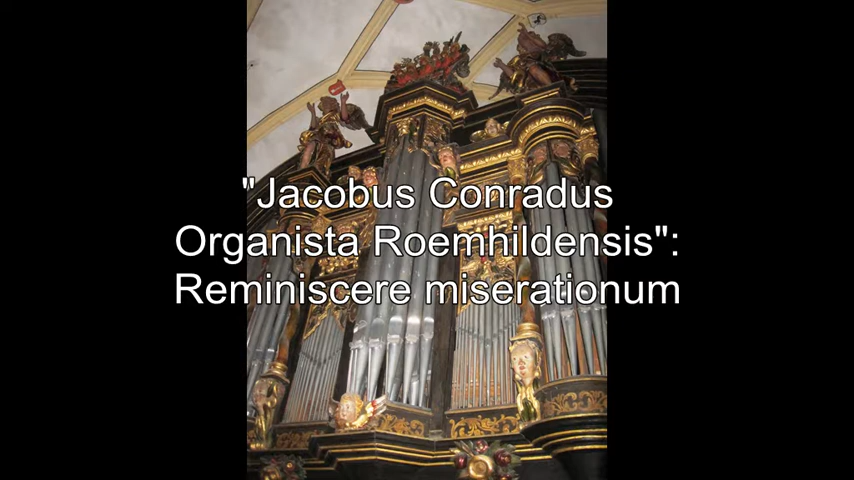 "Jacobus Conradus
Organista Roemhildensis":
Reminiscere miserationum